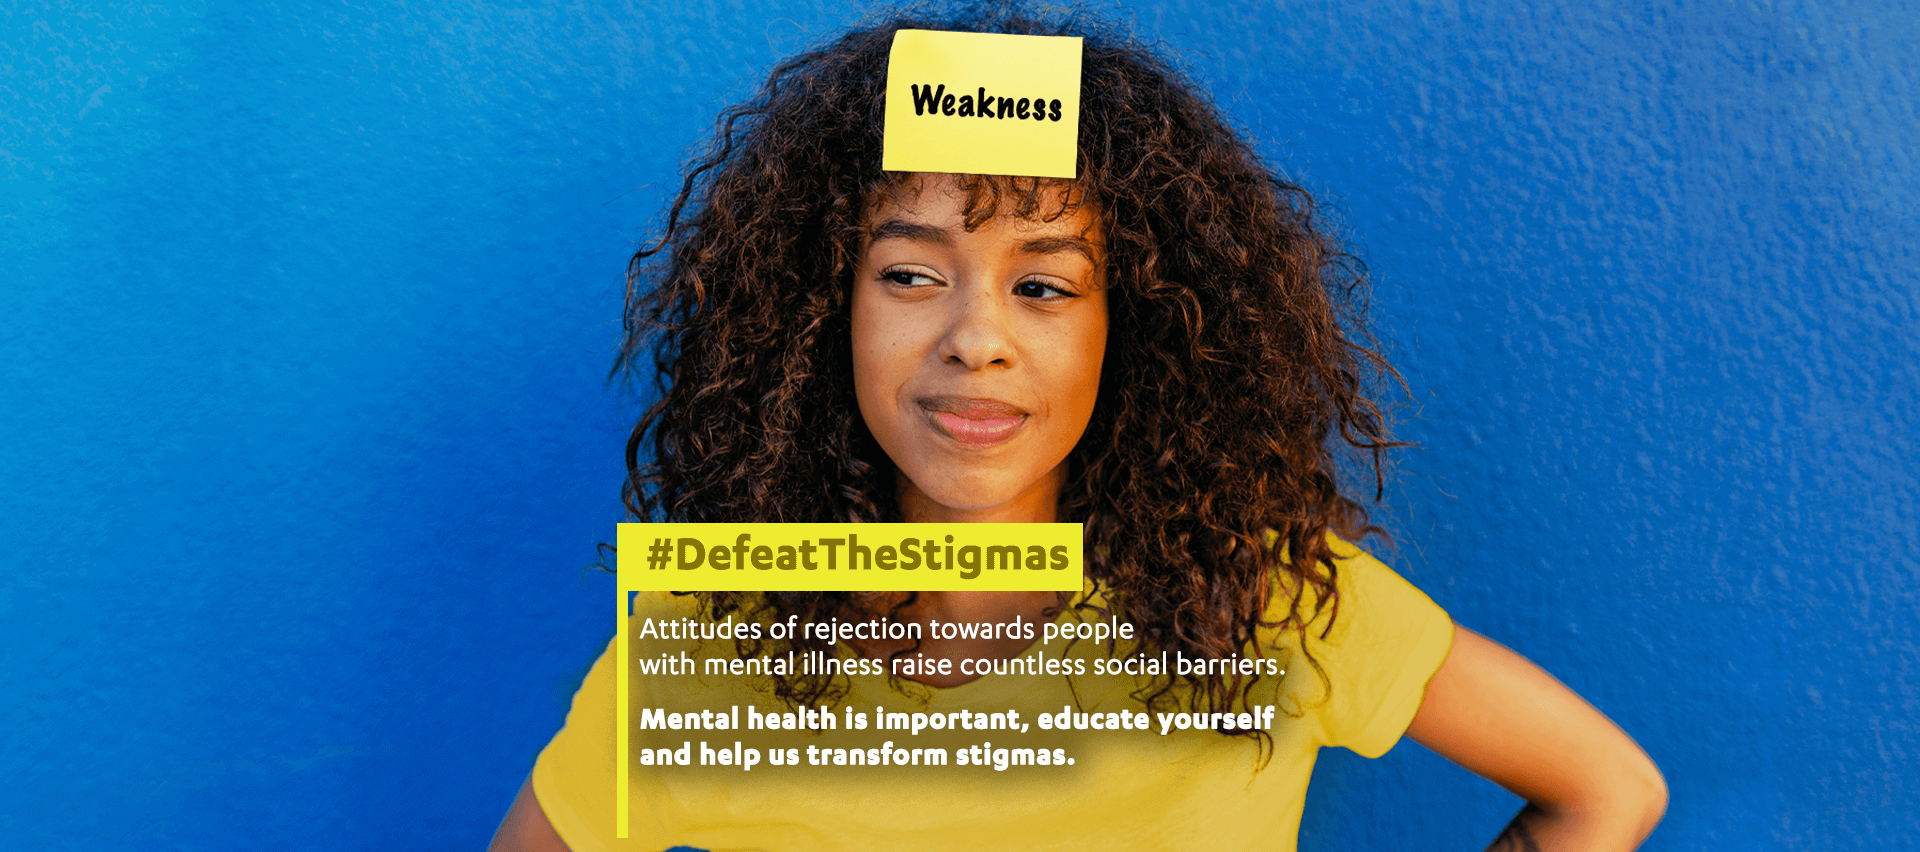 Weakness
#DefeatTheStigmas
Attitudes of rejection towards people
with mental illness raise countless social barriers.
Mental health is important, educate yourself
and help us transform stigmas.